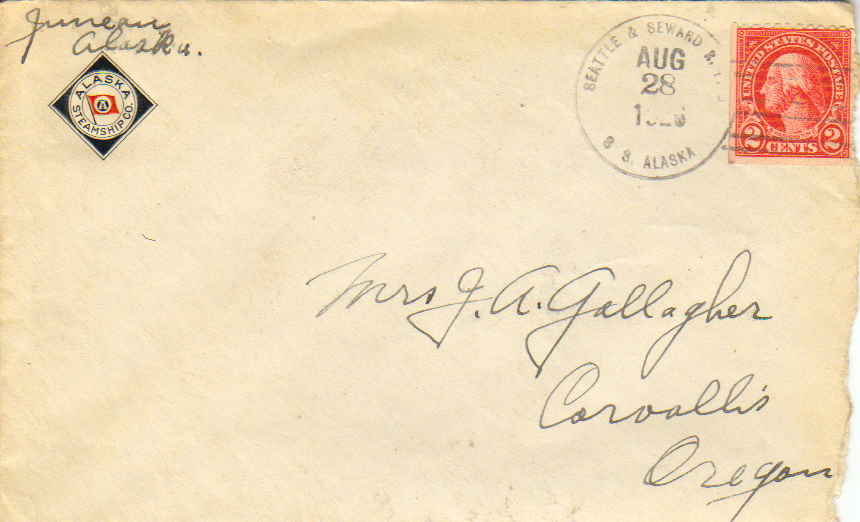 Juneau
Alaska.
ALASKA
STEAMSHIP CO.
A
SEATTLE & SEWARD
AUG
28
S. S. ALASKA
UNITED STATES POSTAGE
2 CENTS 2
Mrs J. A. Gallagher
Corvallis
Oregon